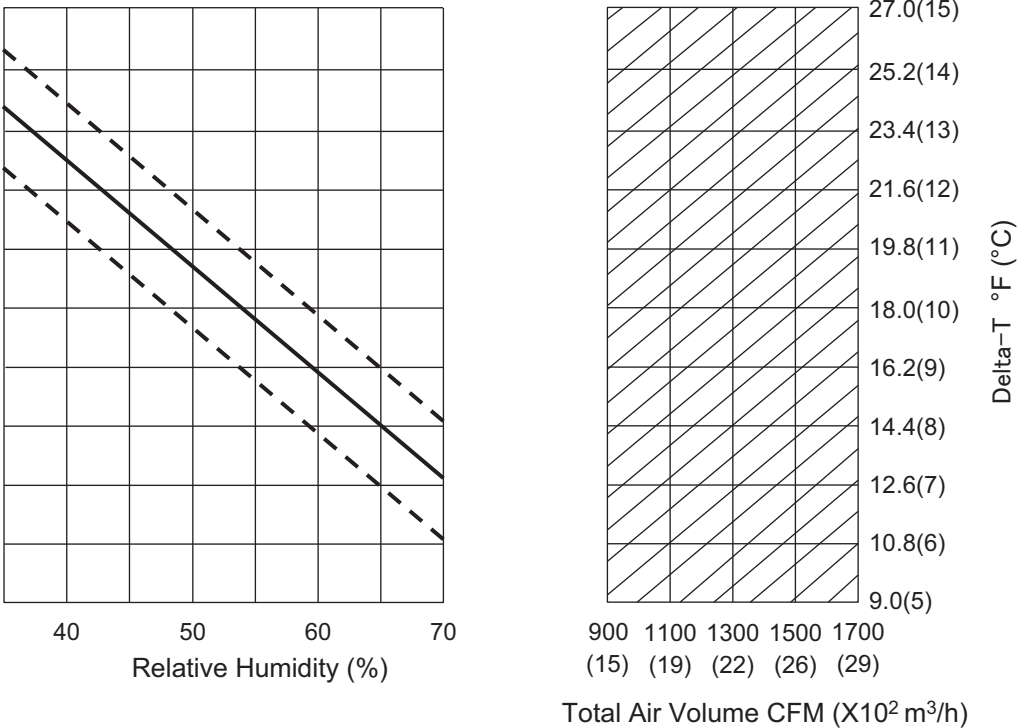 27.0(15)
25.2(14)
23.4(13)
21.6(12)
19.8(11)
18.0(10)
16.2(9)
14.4(8)
12.6(7)
10.8(6)
9.0(5)
Delta-T °F (°C)
40 50 60 70
Relative Humidity (%)
900 1100 1300 1500 1700
(15) (19) (22) (26) (29)
Total Air Volume CFM (X10² m³/h)